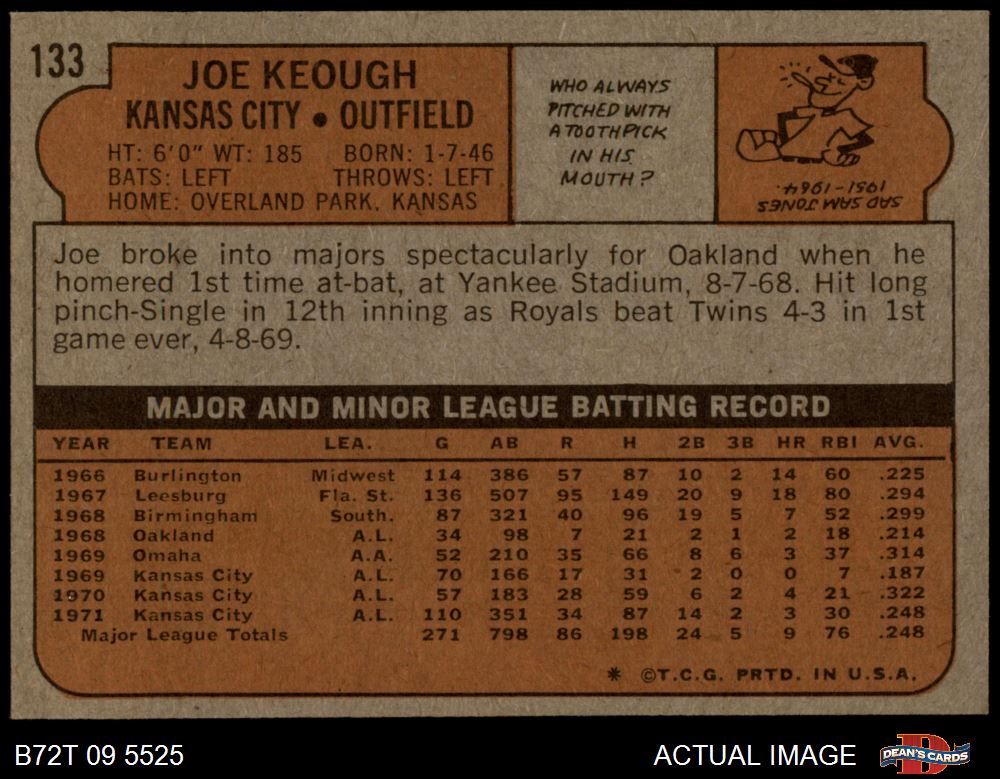 133
JOE KEOUGH
KANSAS CITY • OUTFIELD
HT: 6'0" WT: 185 BORN: 1-7-46
BATS: LEFT THROWS: LEFT
HOME: OVERLAND PARK, KANSAS
WHO ALWAYS
PITCHED WITH
A TOOTHPICK
IN HIS
MOUTH?
SAD SAM JONES
1951-1964.
Joe broke into majors spectacularly for Oakland when he
homered 1st time at-bat, at Yankee Stadium, 8-7-68. Hit long
pinch-Single in 12th inning as Royals beat Twins 4-3 in 1st
game ever, 4-8-69.
MAJOR AND MINOR LEAGUE BATTING RECORD
YEAR TEAM LEA. G AB R H 2B 3B HR RBI AVG.
1966 Burlington Midwest 114 386 57 87 10 2 14 60 .225
1967 Leesburg Fla. St. 136 507 95 149 20 9 18 80 .294
1968 Birmingham South. 87 321 40 96 19 5 7 52 .299
1968 Oakland A.L. 34 98 7 21 2 1 2 18 .214
1969 Omaha A.A. 52 210 35 66 8 6 3 37 .314
1969 Kansas City A.L. 70 166 17 31 2 0 0 7 .187
1970 Kansas City A.L. 57 183 28 59 6 2 4 21 .322
1971 Kansas City A.L. 110 351 34 87 14 2 3 30 .248
Major League Totals 271 798 86 198 24 5 9 76 .248
* ©T.C.G. PRTD. IN U.S.A.
B72T 09 5525 ACTUAL IMAGE DEAN'S CARDS